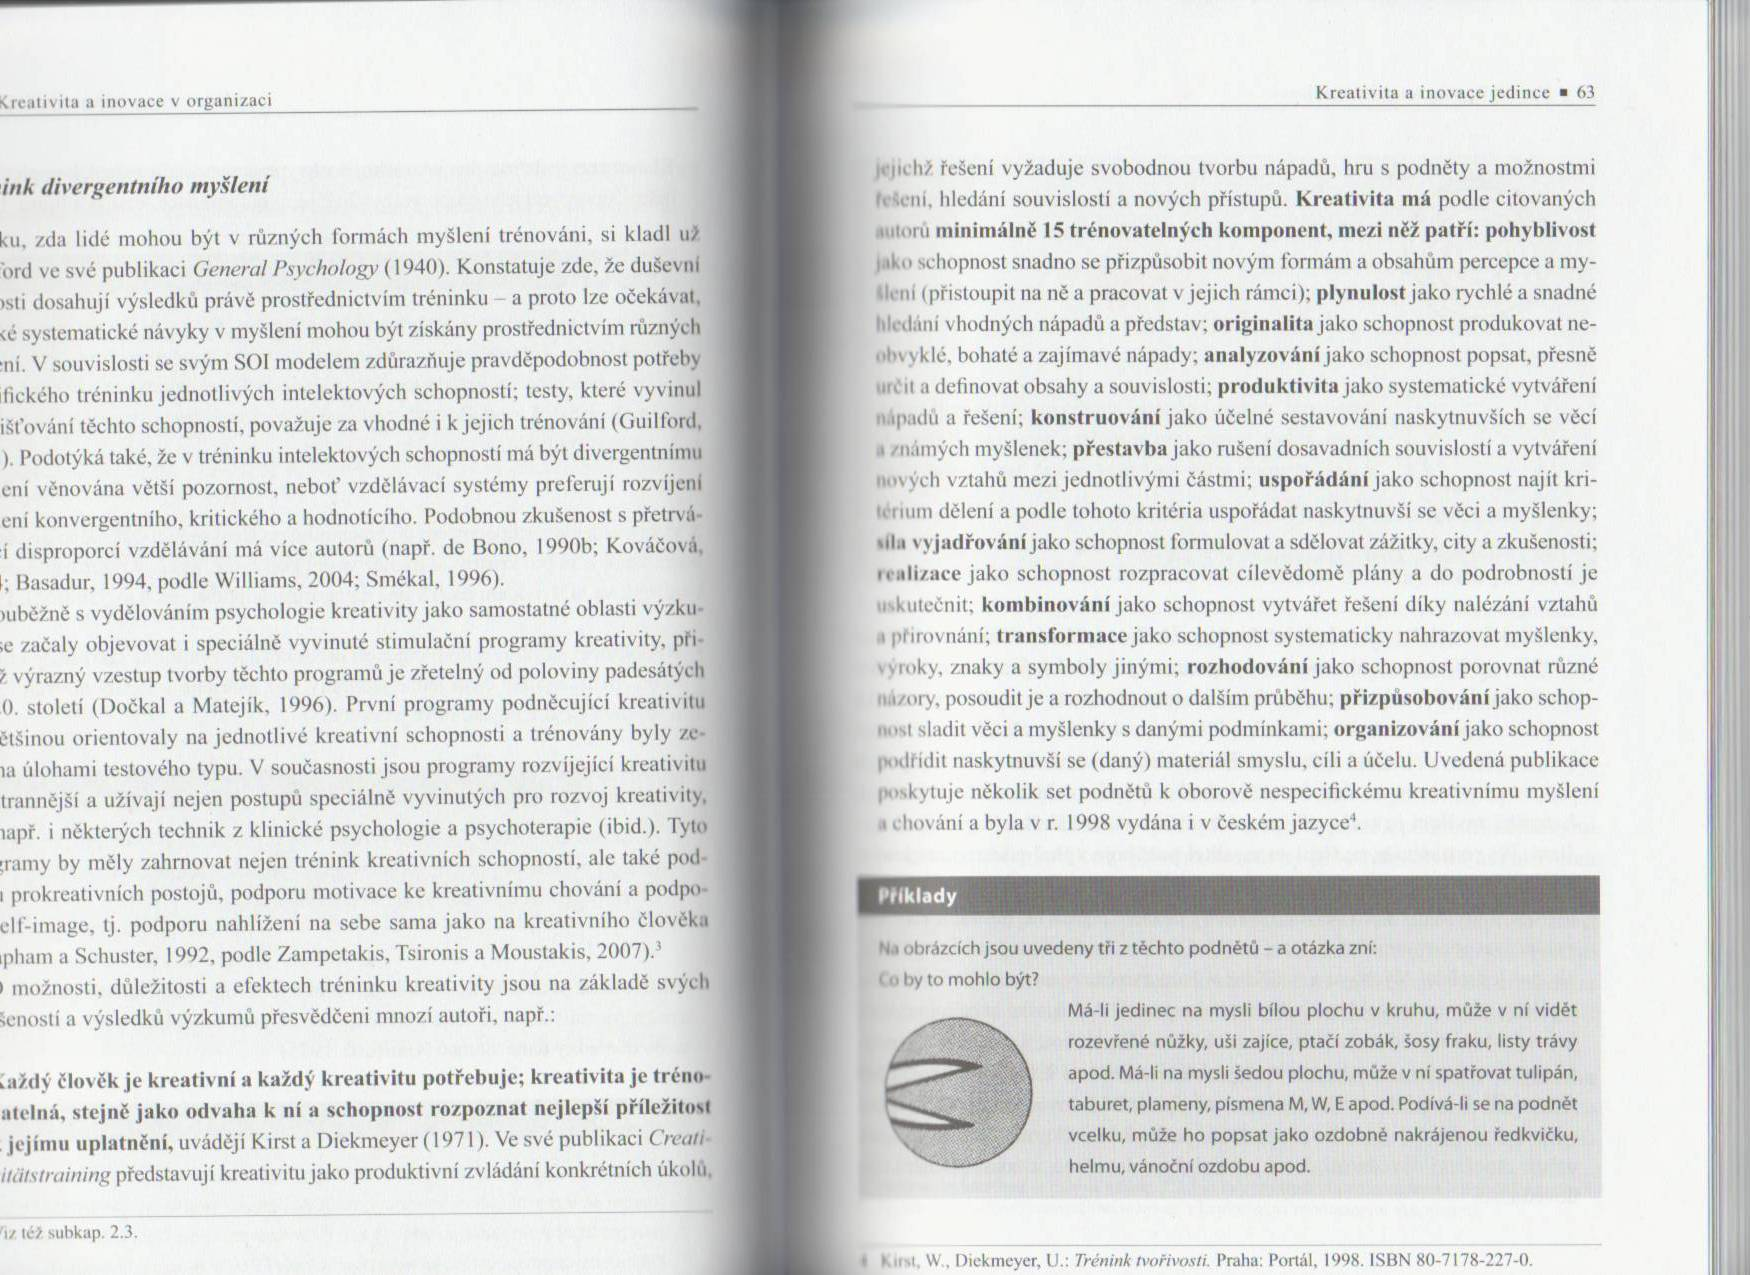 Kreativita a inovace v organizaci
ink divergentního myšlení
ku, zda lidé mohou být v různých formách myšlení trénováni, si kladl už
ford ve své publikaci General Psychology (1940). Konstatuje zde, že duševní
osti dosahují výsledků právě prostřednictvím tréninku – a proto lze očekávat,
ké systematické návyky v myšlení mohou být získány prostřednictvím různých
ení. V souvislosti se svým SOI modelem zdůrazňuje pravděpodobnost potřeby
ifického tréninku jednotlivých intelektových schopností; testy, které vyvinul
išťování těchto schopností, považuje za vhodné i k jejich trénování (Guilford,
). Podotýká také, že v tréninku intelektových schopností má být divergentnímu
ení věnována větší pozornost, neboť vzdělávací systémy preferují rozvíjení
ení konvergentního, kritického a hodnotícího. Podobnou zkušenost s přetrvá-
í disproporcí vzdělávání má více autorů (např. de Bono, 1990b; Kováčová,
; Basadur, 1994, podle Williams, 2004; Smékal, 1996).
ouběžně s vydělováním psychologie kreativity jako samostatné oblasti výzku-
se začaly objevovat i speciálně vyvinuté stimulační programy kreativity, při-
ž výrazný vzestup tvorby těchto programů je zřetelný od poloviny padesátých
0. století (Dočkal a Matejík, 1996). První programy podněcující kreativitu
ětšinou orientovaly na jednotlivé kreativní schopnosti a trénovány byly ze-
na úlohami testového typu. V současnosti jsou programy rozvíjející kreativitu
trannější a užívají nejen postupů speciálně vyvinutých pro rozvoj kreativity,
např. i některých technik z klinické psychologie a psychoterapie (ibid.). Tyto
gramy by měly zahrnovat nejen trénink kreativních schopností, ale také pod-
u prokreativních postojů, podporu motivace ke kreativnímu chování a podpo-
elf-image, tj. podporu nahlížení na sebe sama jako na kreativního člověka
pham a Schuster, 1992, podle Zampetakis, Tsironis a Moustakis, 2007).³
O možnosti, důležitosti a efektech tréninku kreativity jsou na základě svých
šeností a výsledků výzkumů přesvědčeni mnozí autoři, např.:
Každý člověk je kreativní a každý kreativitu potřebuje; kreativita je tréno-
atelná, stejně jako odvaha k ní a schopnost rozpoznat nejlepší příležitost
k jejímu uplatnění, uvádějí Kirst a Diekmeyer (1971). Ve své publikaci Creati-
itätstraining představují kreativitu jako produktivní zvládání konkrétních úkolů,
Viz též subkap. 2.3.
Kreativita a inovace jedince ■ 63
jejichž řešení vyžaduje svobodnou tvorbu nápadů, hru s podněty a možnostmi
řešení, hledání souvislostí a nových přístupů. Kreativita má podle citovaných
autorů minimálně 15 trénovatelných komponent, mezi něž patří: pohyblivost
jako schopnost snadno se přizpůsobit novým formám a obsahům percepce a my-
šlení (přistoupit na ně a pracovat v jejich rámci); plynulost jako rychlé a snadné
hledání vhodných nápadů a představ; originalita jako schopnost produkovat ne-
obvyklé, bohaté a zajímavé nápady; analyzování jako schopnost popsat, přesně
určit a definovat obsahy a souvislosti; produktivita jako systematické vytváření
nápadů a řešení; konstruování jako účelné sestavování naskytnuvších se věcí
a známých myšlenek; přestavba jako rušení dosavadních souvislostí a vytváření
nových vztahů mezi jednotlivými částmi; uspořádání jako schopnost najít kri-
térium dělení a podle tohoto kritéria uspořádat naskytnuvší se věci a myšlenky;
síla vyjadřování jako schopnost formulovat a sdělovat zážitky, city a zkušenosti;
realizace jako schopnost rozpracovat cílevědomě plány a do podrobností je
uskutečnit; kombinování jako schopnost vytvářet řešení díky nalézání vztahů
a přirovnání; transformace jako schopnost systematicky nahrazovat myšlenky,
výroky, znaky a symboly jinými; rozhodování jako schopnost porovnat různé
názory, posoudit je a rozhodnout o dalším průběhu; přizpůsobování jako schop-
nost sladit věci a myšlenky s danými podmínkami; organizování jako schopnost
podřídit naskytnuvší se (daný) materiál smyslu, cíli a účelu. Uvedená publikace
poskytuje několik set podnětů k oborově nespecifickému kreativnímu myšlení
a chování a byla v r. 1998 vydána i v českém jazyce⁴.
Příklady
Na obrázcích jsou uvedeny tři z těchto podnětů – a otázka zní:
Co by to mohlo být?
Má-li jedinec na mysli bílou plochu v kruhu, může v ní vidět
rozevřené nůžky, uši zajíce, ptačí zobák, šosy fraku, listy trávy
apod. Má-li na mysli šedou plochu, může v ní spatřovat tulipán,
taburet, plameny, písmena M, W, E apod. Podívá-li se na podnět
vcelku, může ho popsat jako ozdobně nakrájenou ředkvičku,
helmu, vánoční ozdobu apod.
4 Kirst, W., Diekmeyer, U.: Trénink tvořivosti. Praha: Portál, 1998. ISBN 80-7178-227-0.